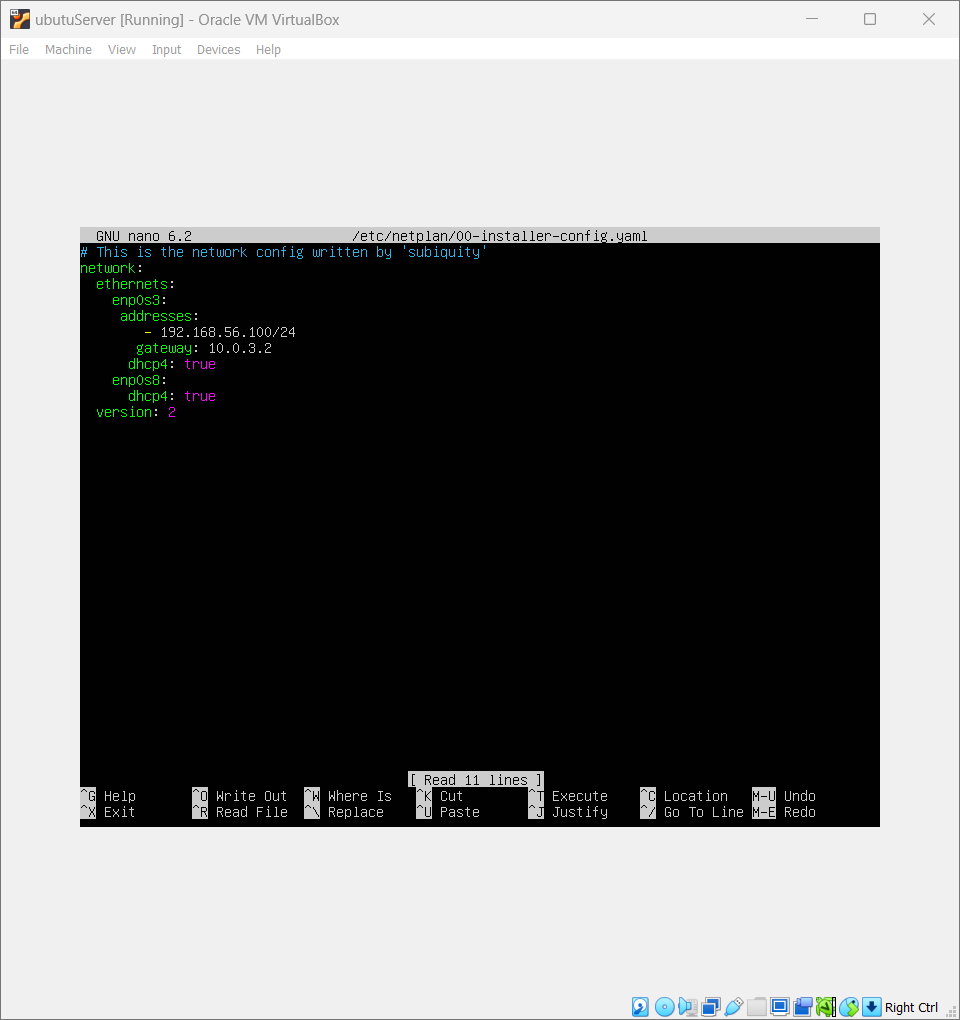 ubutuServer [Running] - Oracle VM VirtualBox
File Machine View Input Devices Help
GNU nano 6.2 /etc/netplan/00-installer-config.yaml
# This is the network config written by 'subiquity'
network:
  ethernets:
    enp0s3:
     addresses:
        - 192.168.56.100/24
       gateway: 10.0.3.2
      dhcp4: true
    enp0s8:
      dhcp4: true
  version: 2
[ Read 11 lines ]
^G Help ^O Write Out ^W Where Is ^K Cut ^T Execute ^C Location M-U Undo
^X Exit ^R Read File ^\ Replace ^U Paste ^J Justify ^/ Go To Line M-E Redo
Right Ctrl